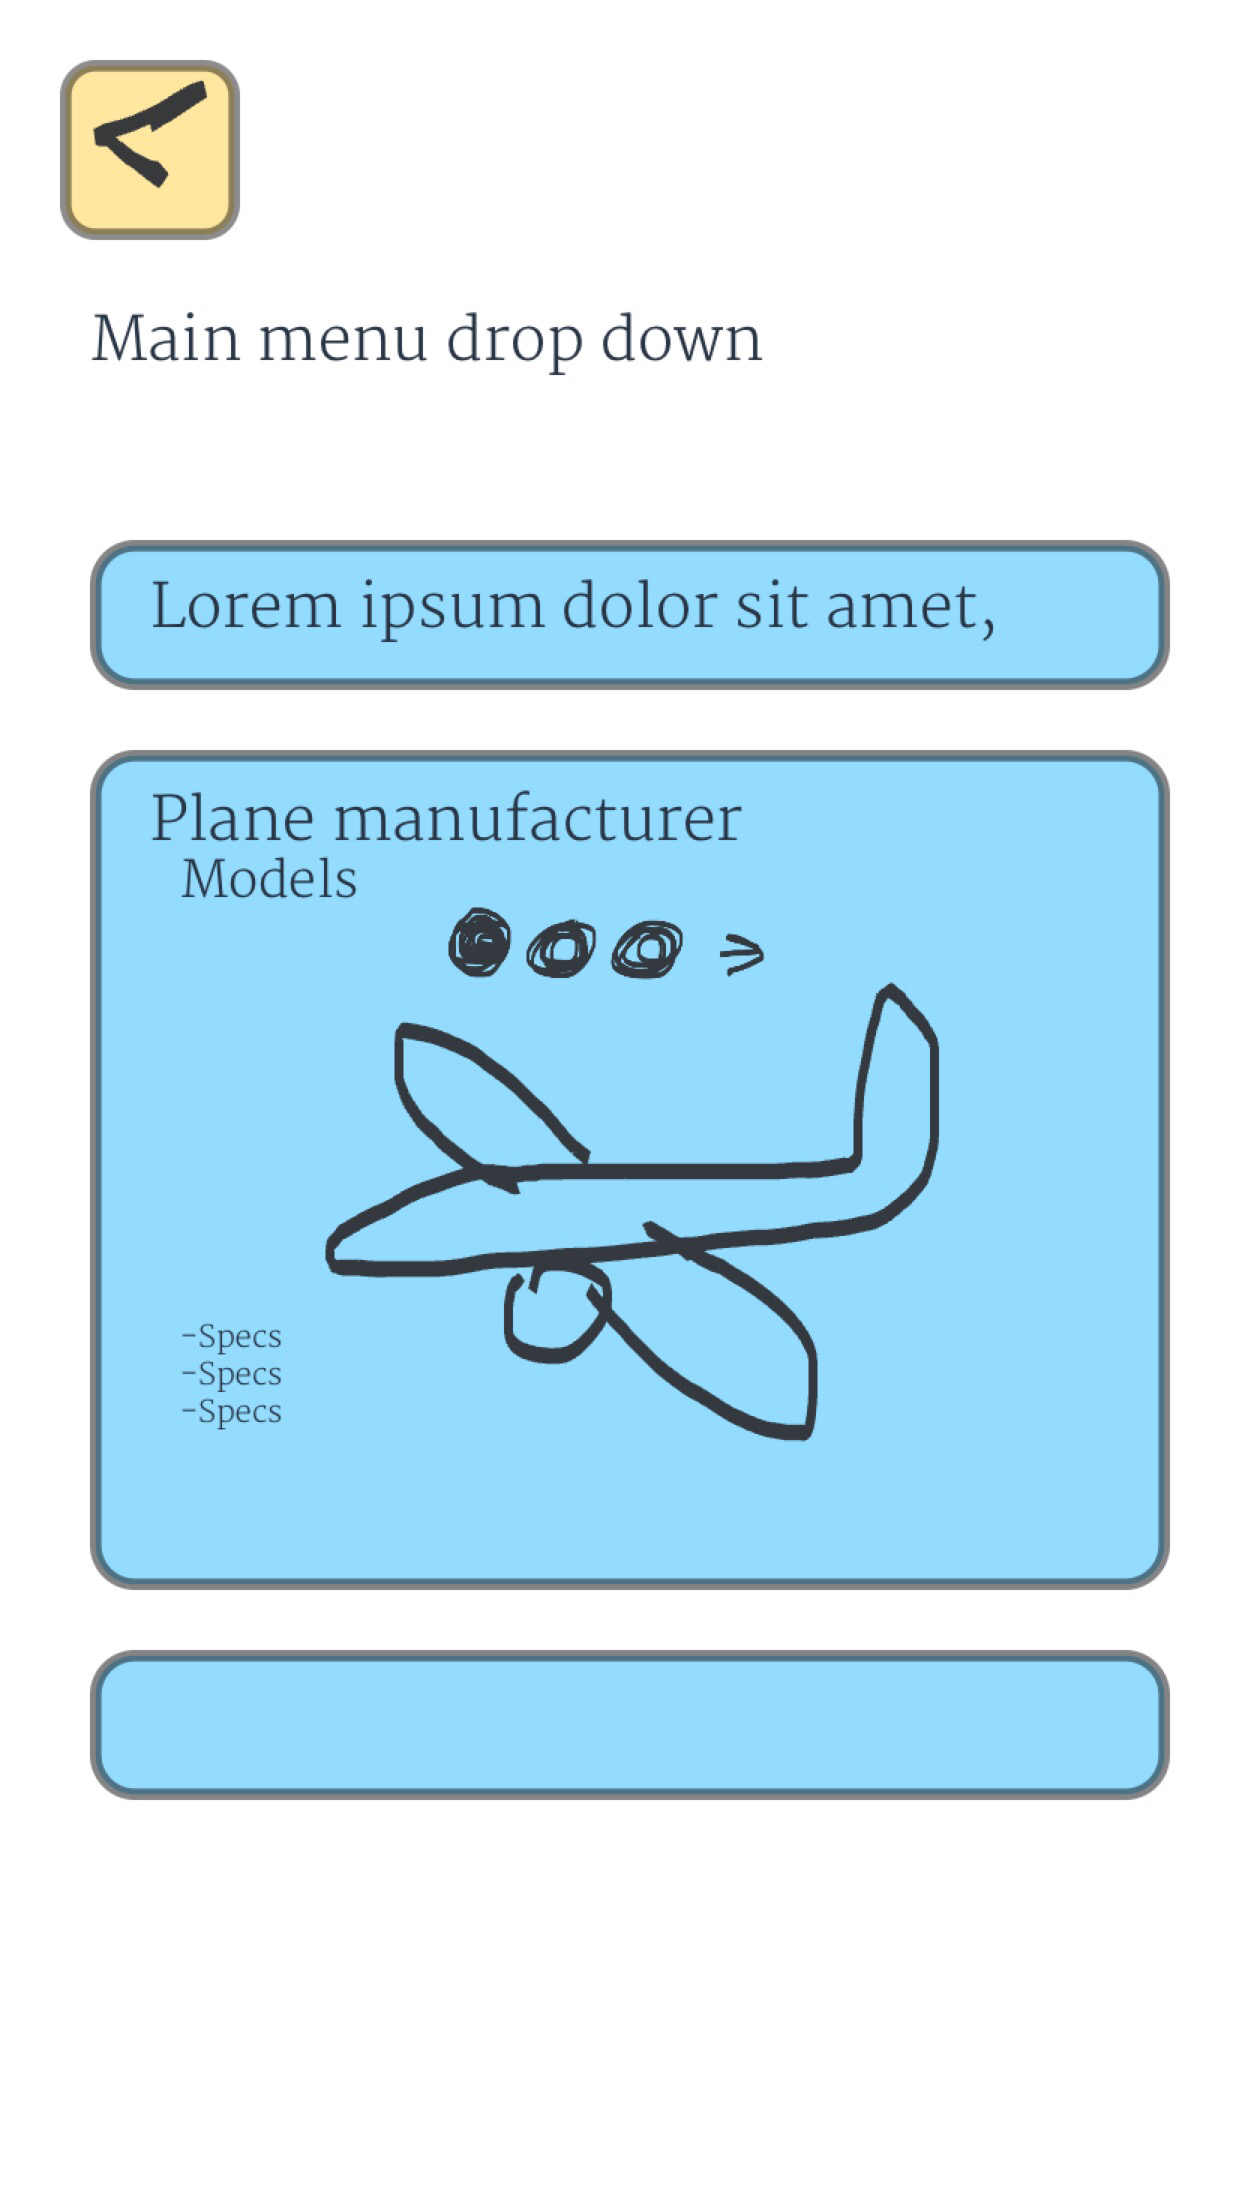 Main menu drop down
Lorem ipsum dolor sit amet,
Plane manufacturer
Models
-Specs
-Specs
-Specs